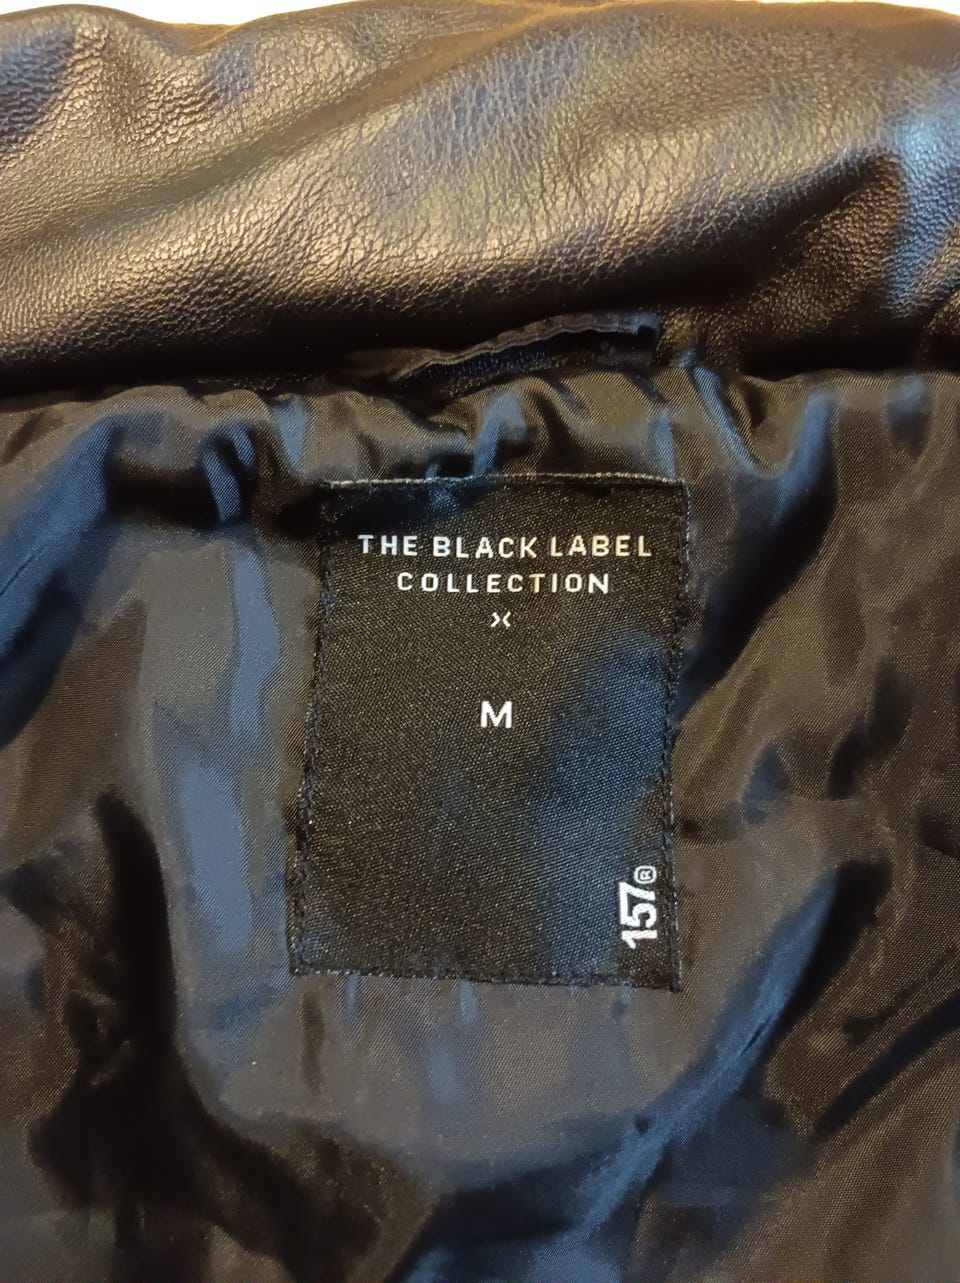 THE BLACK LABEL
COLLECTION
M
157®